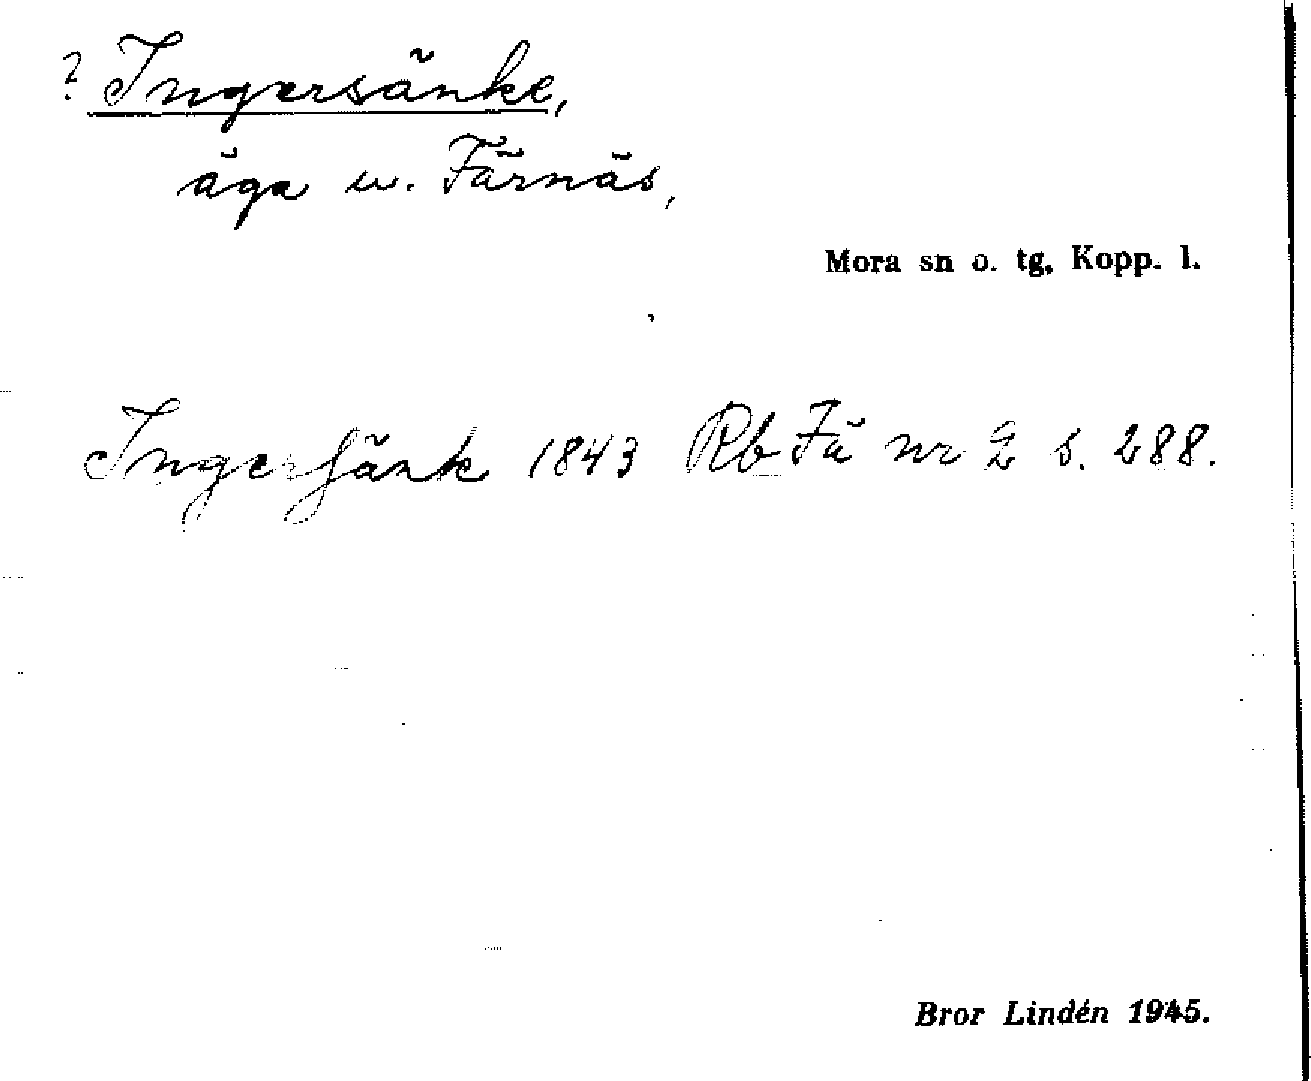 ? Ingersänke,
äga u. Färnäs,
Mora sn o. tg, Kopp. l.
Ingersänk 1843 Rb Fä nr 2 s. 288.
Bror Lindén 1945.